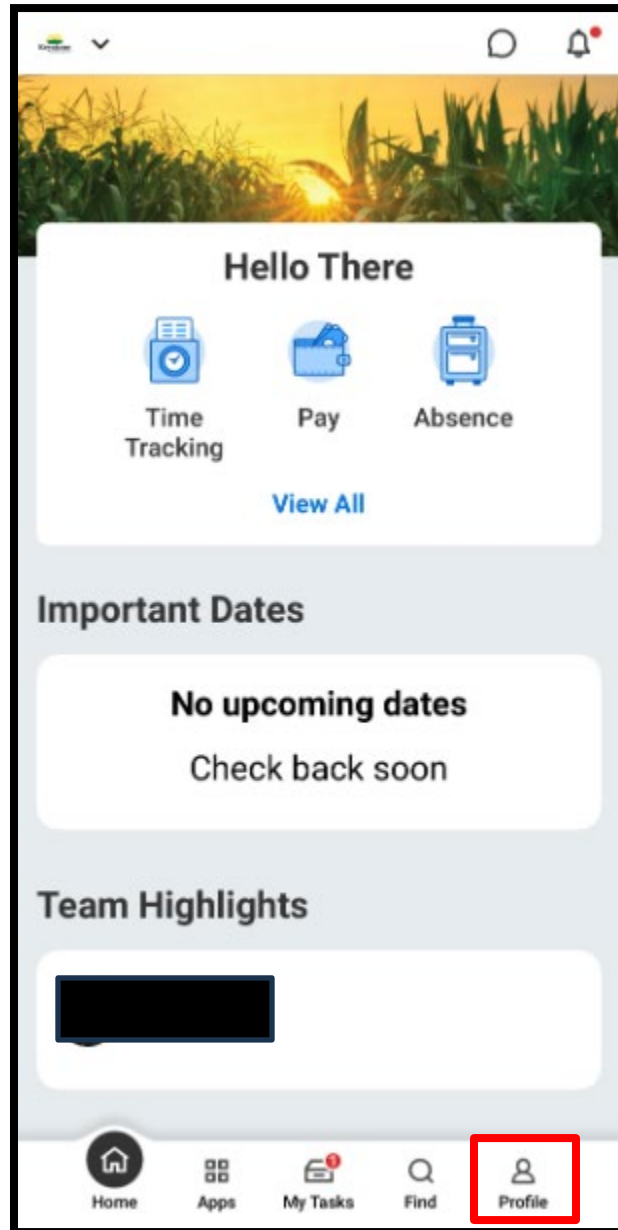 Hello There
Time Tracking
Pay
Absence
View All
Important Dates
No upcoming dates
Check back soon
Team Highlights
1
Home
Apps
My Tasks
Find
Profile